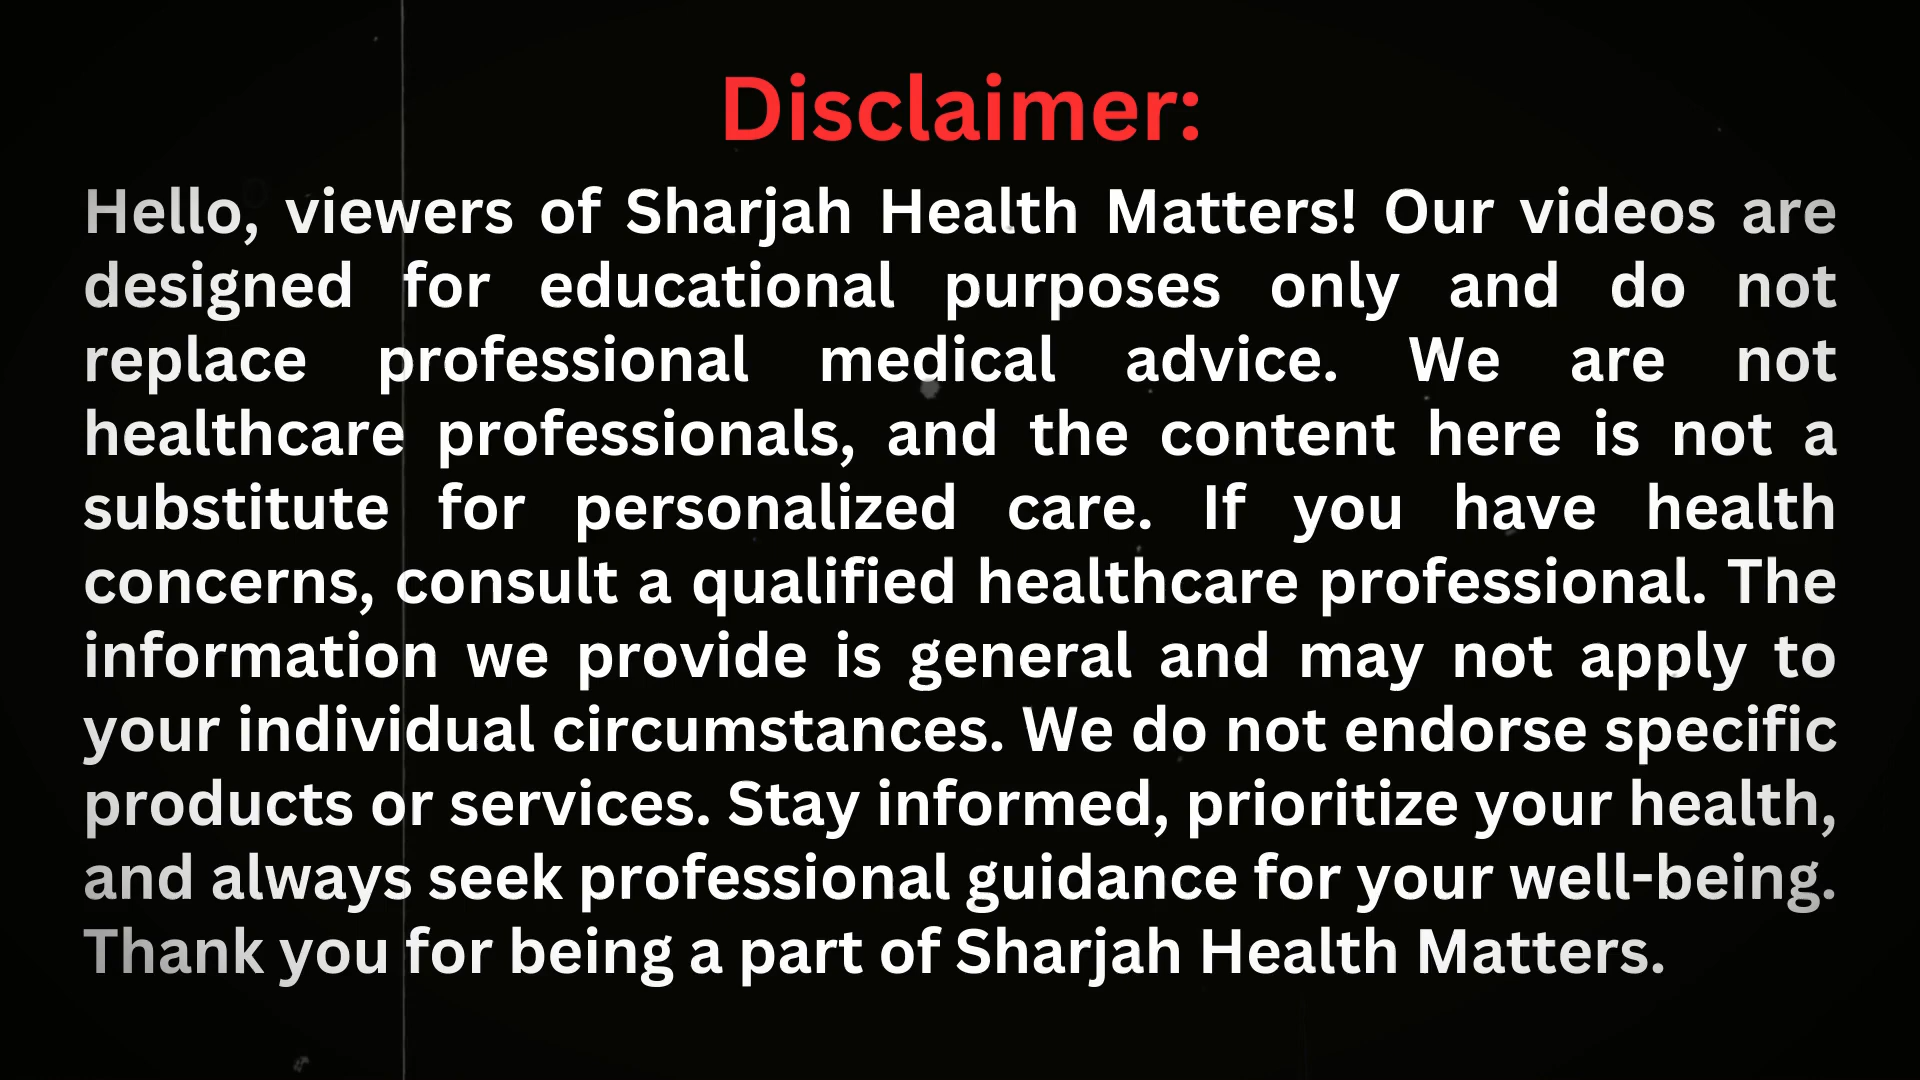 Disclaimer:
Hello, viewers of Sharjah Health Matters! Our videos are
designed for educational purposes only and do not
replace professional medical advice. We are not
healthcare professionals, and the content here is not a
substitute for personalized care. If you have health
concerns, consult a qualified healthcare professional. The
information we provide is general and may not apply to
your individual circumstances. We do not endorse specific
products or services. Stay informed, prioritize your health,
and always seek professional guidance for your well-being.
Thank you for being a part of Sharjah Health Matters.